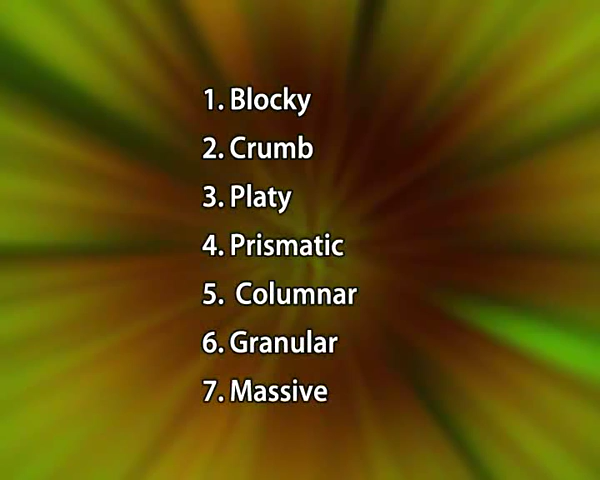 1. Blocky
2. Crumb
3. Platy
4. Prismatic
5. Columnar
6. Granular
7. Massive